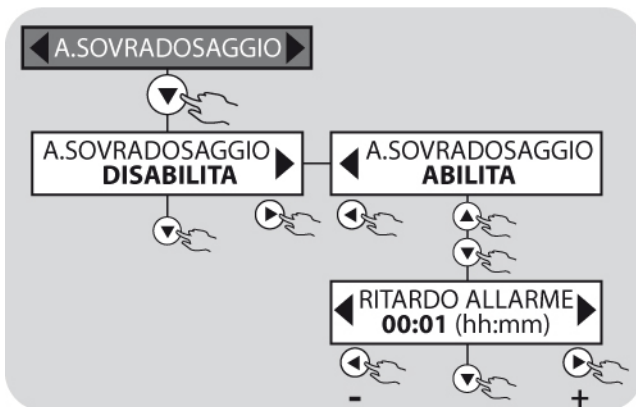 A.SOVRADOSAGGIO
A.SOVRADOSAGGIO
DISABILITA
A.SOVRADOSAGGIO
ABILITA
RITARDO ALLARME
00:01 (hh:mm)
- +